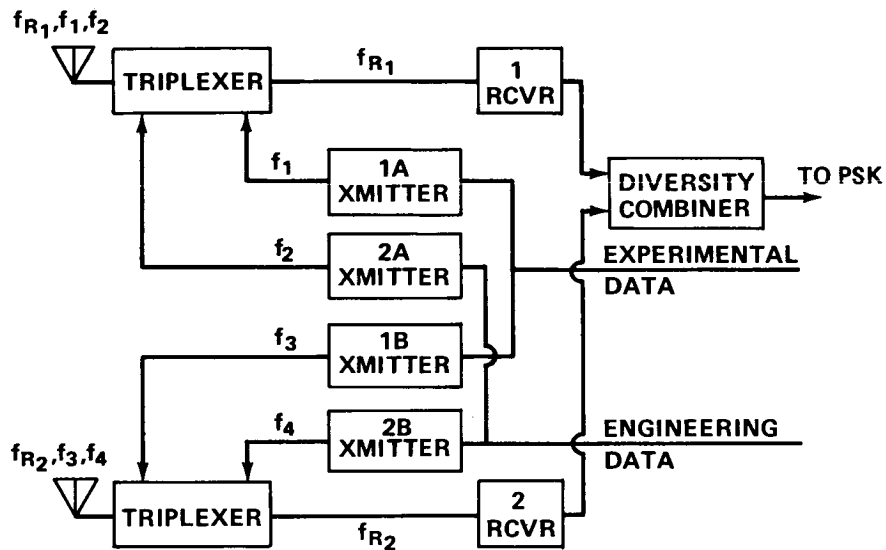 fR1,f1,f2
TRIPLEXER
fR1
1
RCVR
f1
1A
XMITTER
DIVERSITY
COMBINER
TO PSK
f2
2A
XMITTER
EXPERIMENTAL
DATA
f3
1B
XMITTER
f4
2B
XMITTER
ENGINEERING
DATA
fR2,f3,f4
TRIPLEXER
fR2
2
RCVR